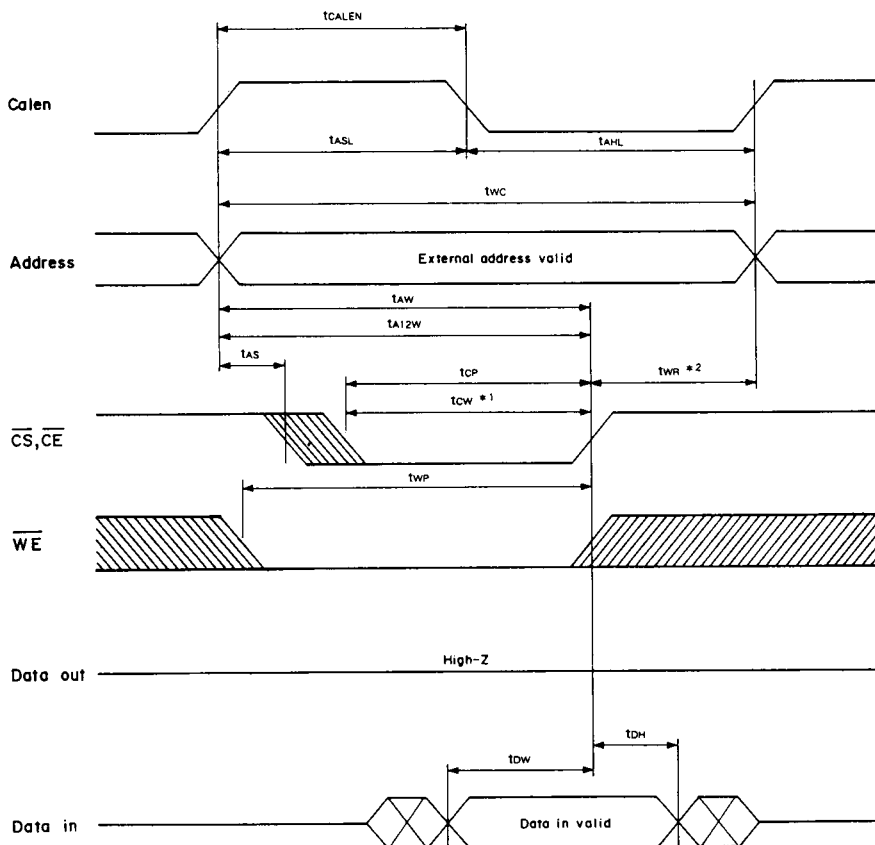 tCALEN
Calen
tASL
tAHL
tWC
Address
External address valid
tAW
tA12W
tAS
tCP
tWR *2
tCW *1
CS,CE
tWP
WE
High-Z
Data out
tDH
tDW
Data in
Data in valid